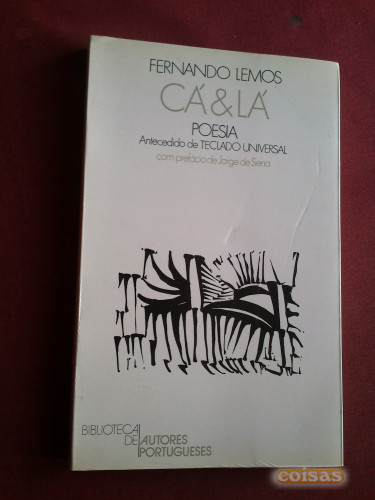 FERNANDO LEMOS
CÁ & LÁ
POESIA
Antecedido de TECLADO UNIVERSAL
com prefácio de Jorge de Sena
BIBLIOTECA
DE AUTORES
PORTUGUESES
coisas